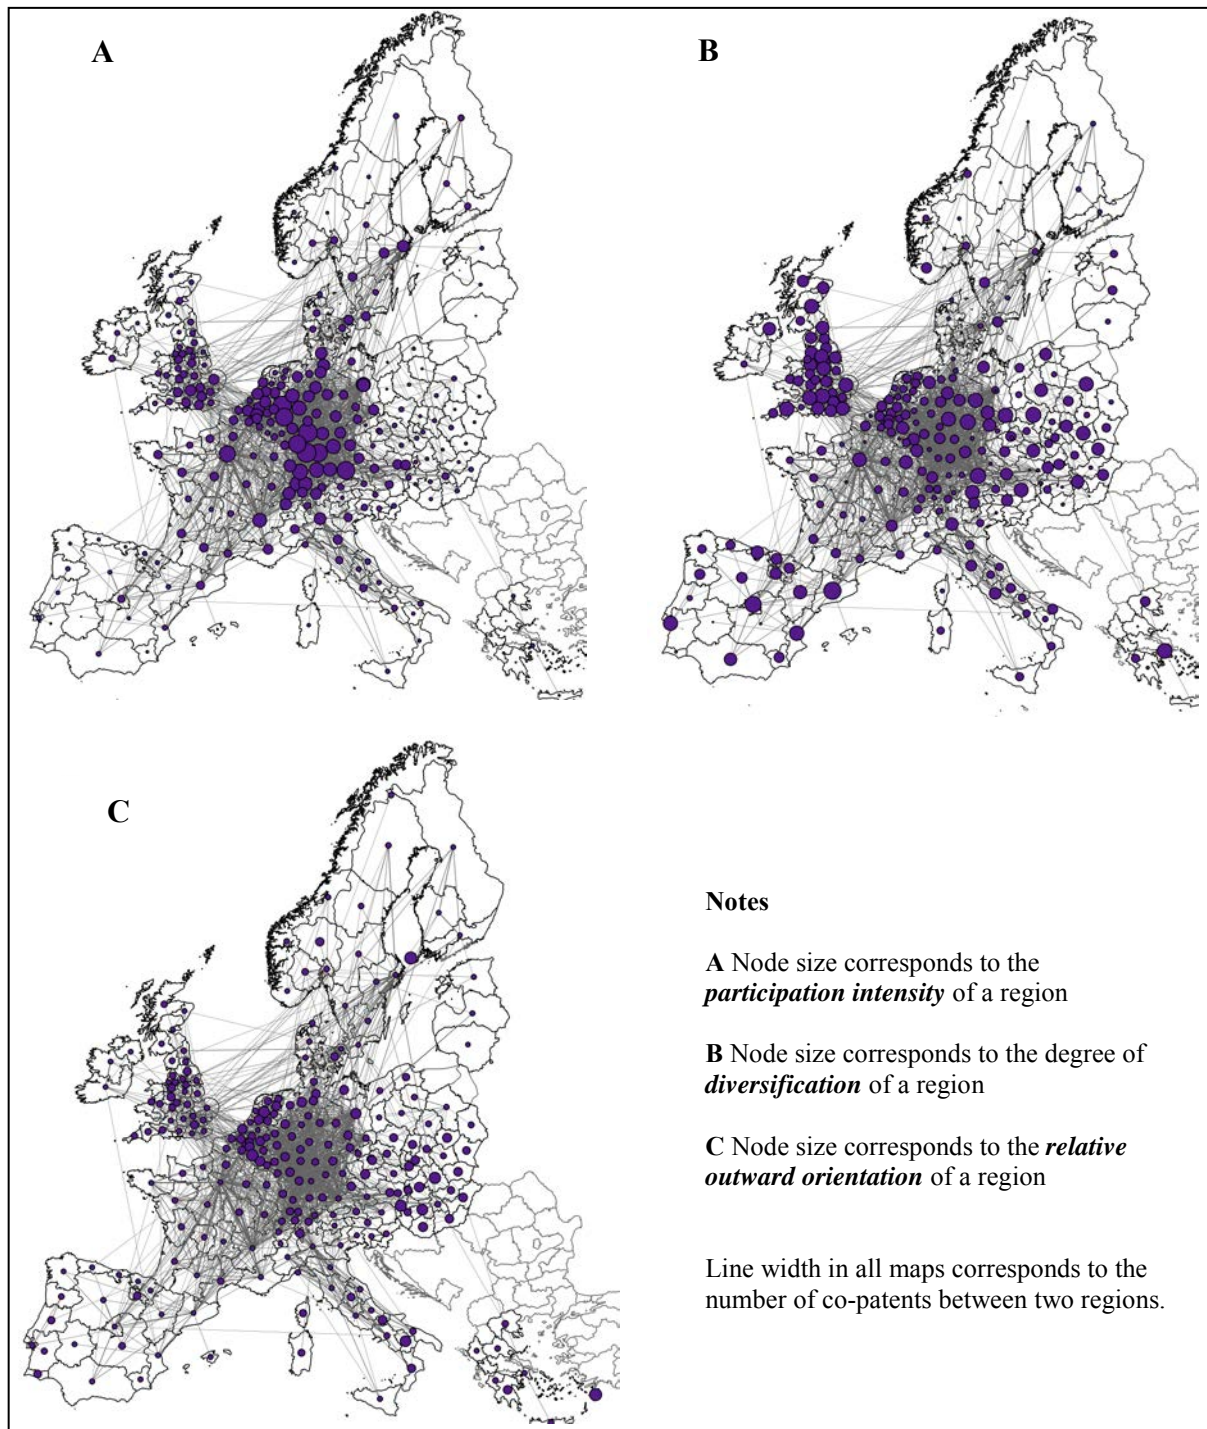 A
B
C
Notes
A Node size corresponds to the
participation intensity of a region
B Node size corresponds to the degree of
diversification of a region
C Node size corresponds to the relative
outward orientation of a region
Line width in all maps corresponds to the
number of co-patents between two regions.